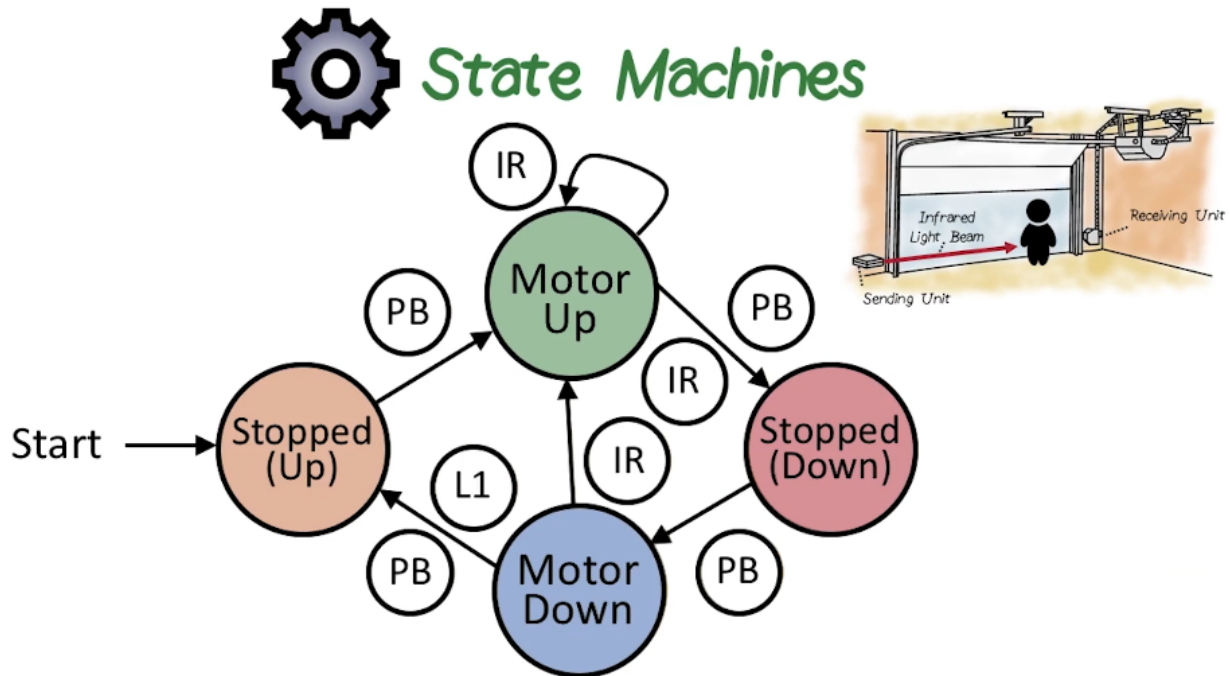 State Machines
IR
Infrared
Light Beam
Receiving Unit
Sending Unit
Motor
Up
PB
PB
IR
Start
Stopped
(Up)
Stopped
(Down)
IR
L1
PB
Motor
Down
PB